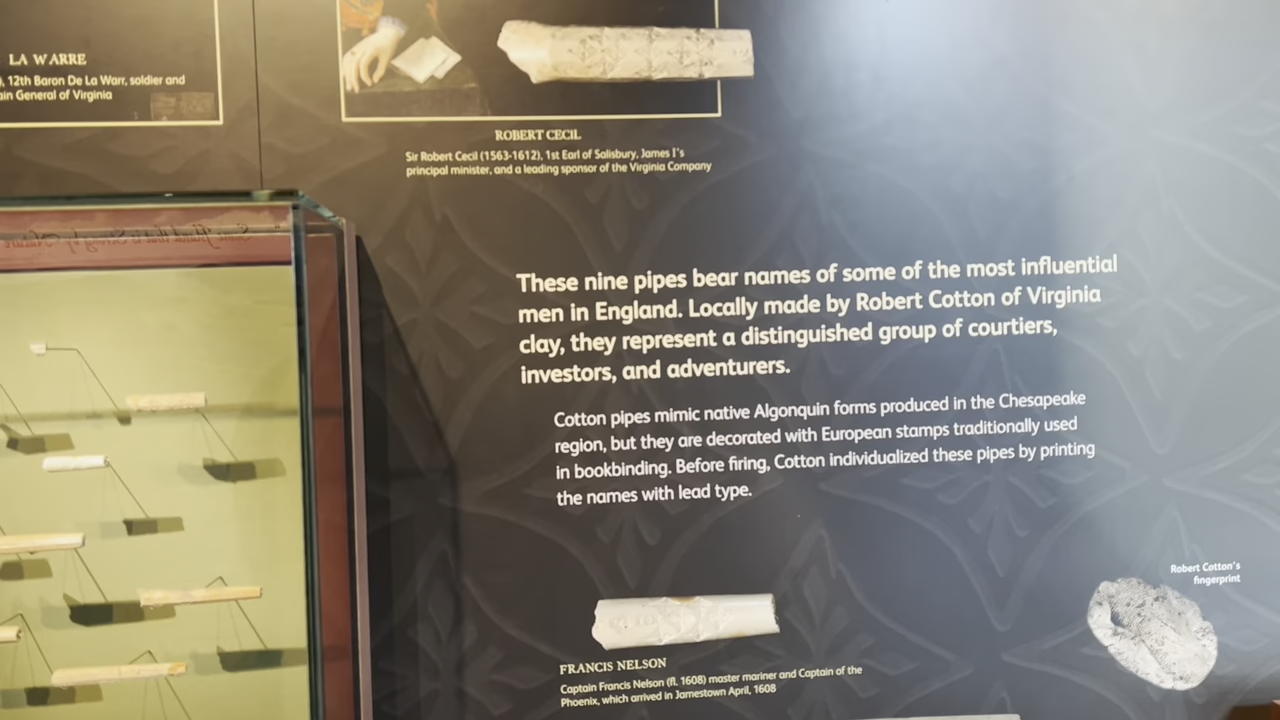 LA WARRE
, 12th Baron De La Warr, soldier and
ain General of Virginia
ROBERT CECIL
Sir Robert Cecil (1563-1612), 1st Earl of Salisbury, James I's
principal minister, and a leading sponsor of the Virginia Company
These nine pipes bear names of some of the most influential
men in England. Locally made by Robert Cotton of Virginia
clay, they represent a distinguished group of courtiers,
investors, and adventurers.
Cotton pipes mimic native Algonquin forms produced in the Chesapeake
region, but they are decorated with European stamps traditionally used
in bookbinding. Before firing, Cotton individualized these pipes by printing
the names with lead type.
Robert Cotton's
fingerprint
FRANCIS NELSON
Captain Francis Nelson (fl. 1608) master mariner and Captain of the
Phoenix, which arrived in Jamestown April, 1608